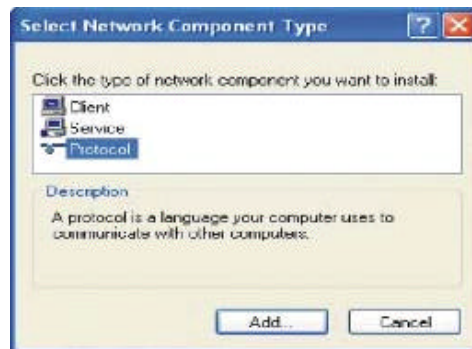 Select Network Component Type
Click the type of network component you want to install:
Client
Service
Protocol
Description
A protocol is a language your computer uses to
communicate with other computers.
Add...
Cancel